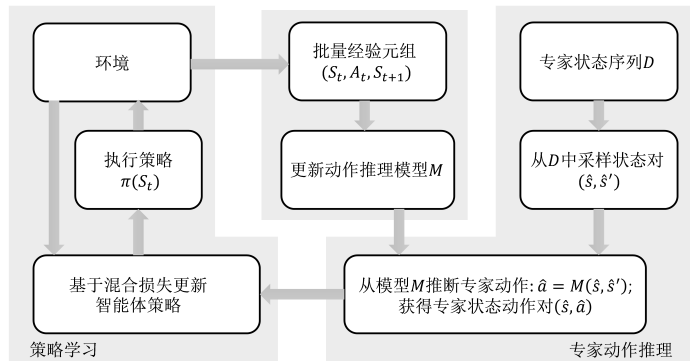 环境
批量经验元组
(S_t, A_t, S_{t+1})
专家状态序列D
执行策略
π(S_t)
更新动作推理模型M
从D中采样状态对
(ŝ, ŝ′)
基于混合损失更新
智能体策略
从模型M推断专家动作: â = M(ŝ, ŝ′);
获得专家状态动作对(ŝ, â)
策略学习
专家动作推理